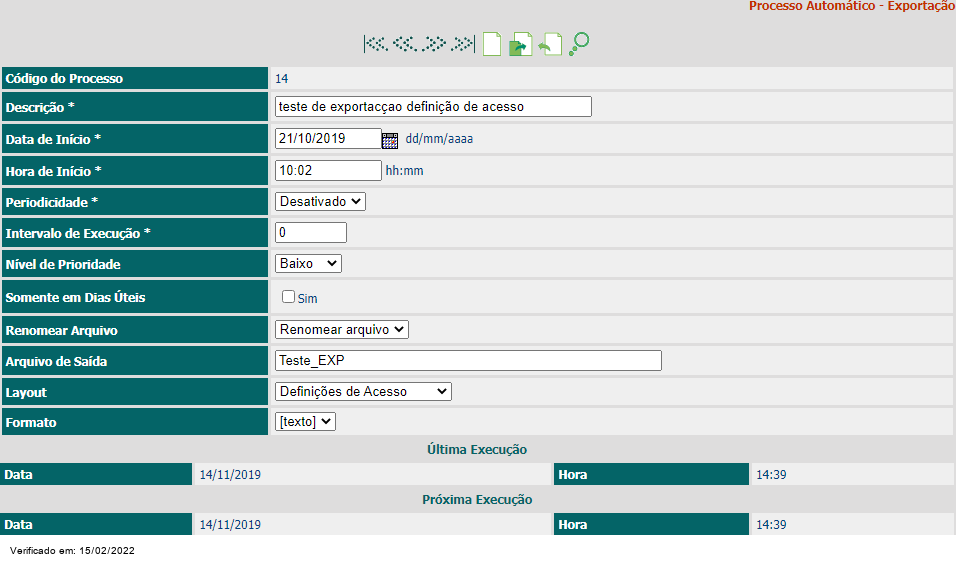 Processo Automático - Exportação
Código do Processo 14
Descrição * teste de exportacçao definição de acesso
Data de Início * 21/10/2019 dd/mm/aaaa
Hora de Início * 10:02 hh:mm
Periodicidade * Desativado
Intervalo de Execução * 0
Nível de Prioridade Baixo
Somente em Dias Úteis Sim
Renomear Arquivo Renomear arquivo
Arquivo de Saída Teste_EXP
Layout Definições de Acesso
Formato [texto]
Última Execução
Data 14/11/2019 Hora 14:39
Próxima Execução
Data 14/11/2019 Hora 14:39
Verificado em: 15/02/2022